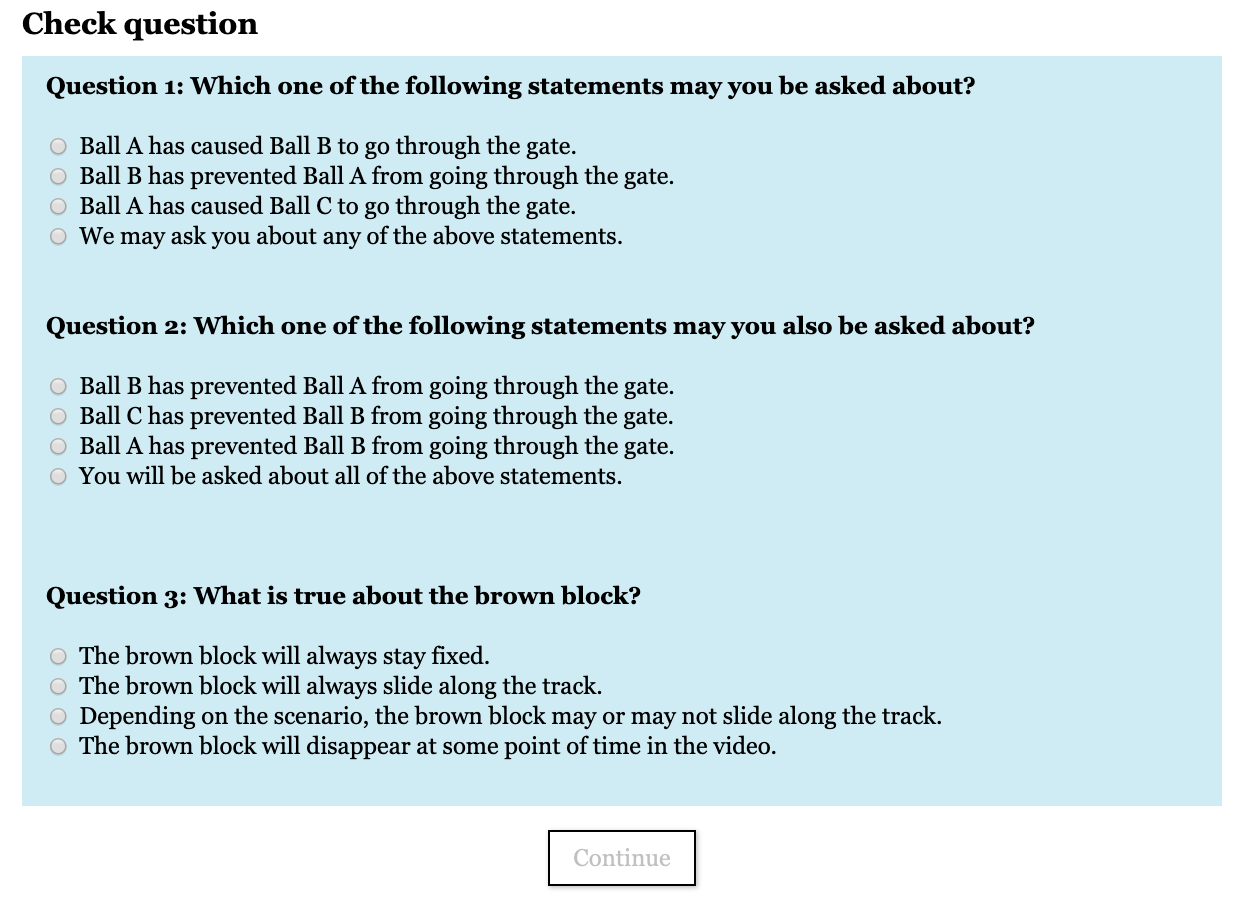 Check question
Question 1: Which one of the following statements may you be asked about?
Ball A has caused Ball B to go through the gate.
Ball B has prevented Ball A from going through the gate.
Ball A has caused Ball C to go through the gate.
We may ask you about any of the above statements.
Question 2: Which one of the following statements may you also be asked about?
Ball B has prevented Ball A from going through the gate.
Ball C has prevented Ball B from going through the gate.
Ball A has prevented Ball B from going through the gate.
You will be asked about all of the above statements.
Question 3: What is true about the brown block?
The brown block will always stay fixed.
The brown block will always slide along the track.
Depending on the scenario, the brown block may or may not slide along the track.
The brown block will disappear at some point of time in the video.
Continue